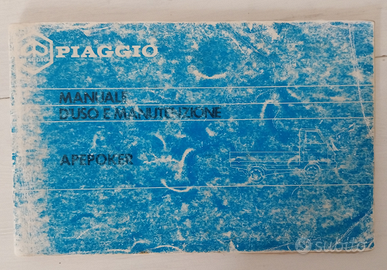 PIAGGIO
MANUALE
D'USO E MANUTENZIONE
APEPOKER
subito